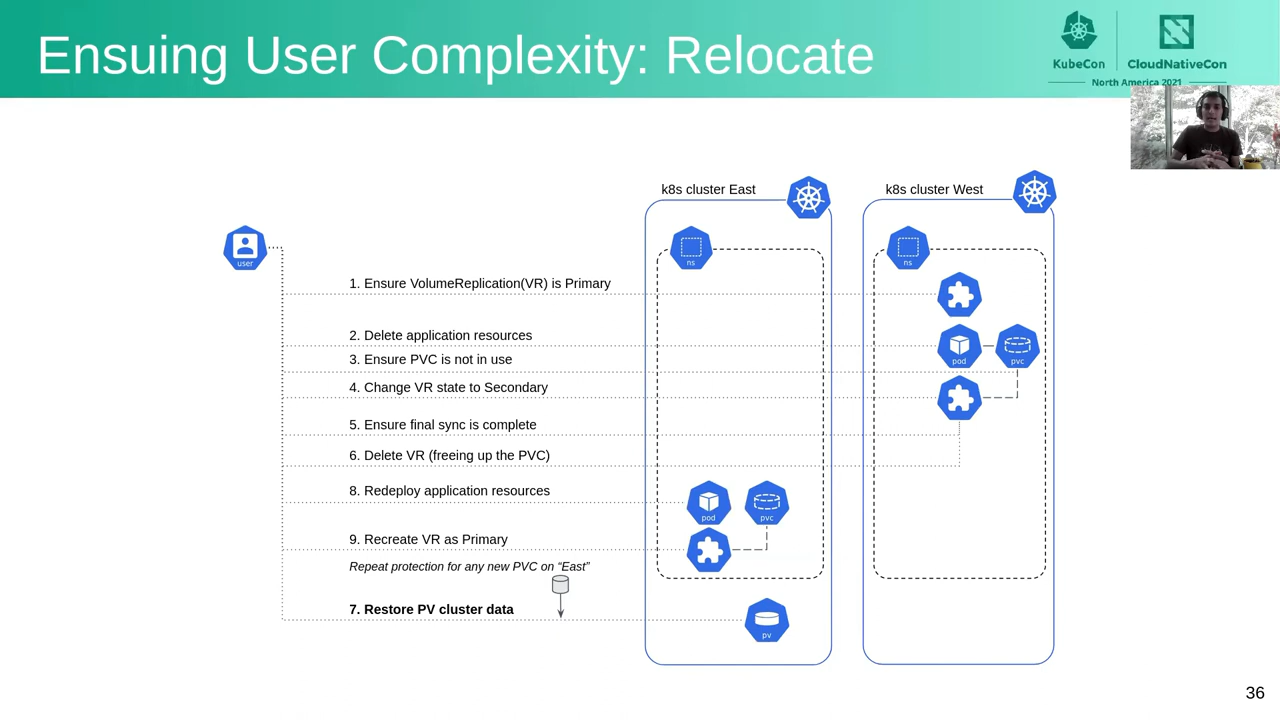 Ensuing User Complexity: Relocate
KubeCon
CloudNativeCon
North America 2021
k8s cluster East
k8s cluster West
user
ns
ns
1. Ensure VolumeReplication(VR) is Primary
2. Delete application resources
pod
pvc
3. Ensure PVC is not in use
4. Change VR state to Secondary
5. Ensure final sync is complete
6. Delete VR (freeing up the PVC)
8. Redeploy application resources
pod
pvc
9. Recreate VR as Primary
Repeat protection for any new PVC on “East”
7. Restore PV cluster data
pv
36